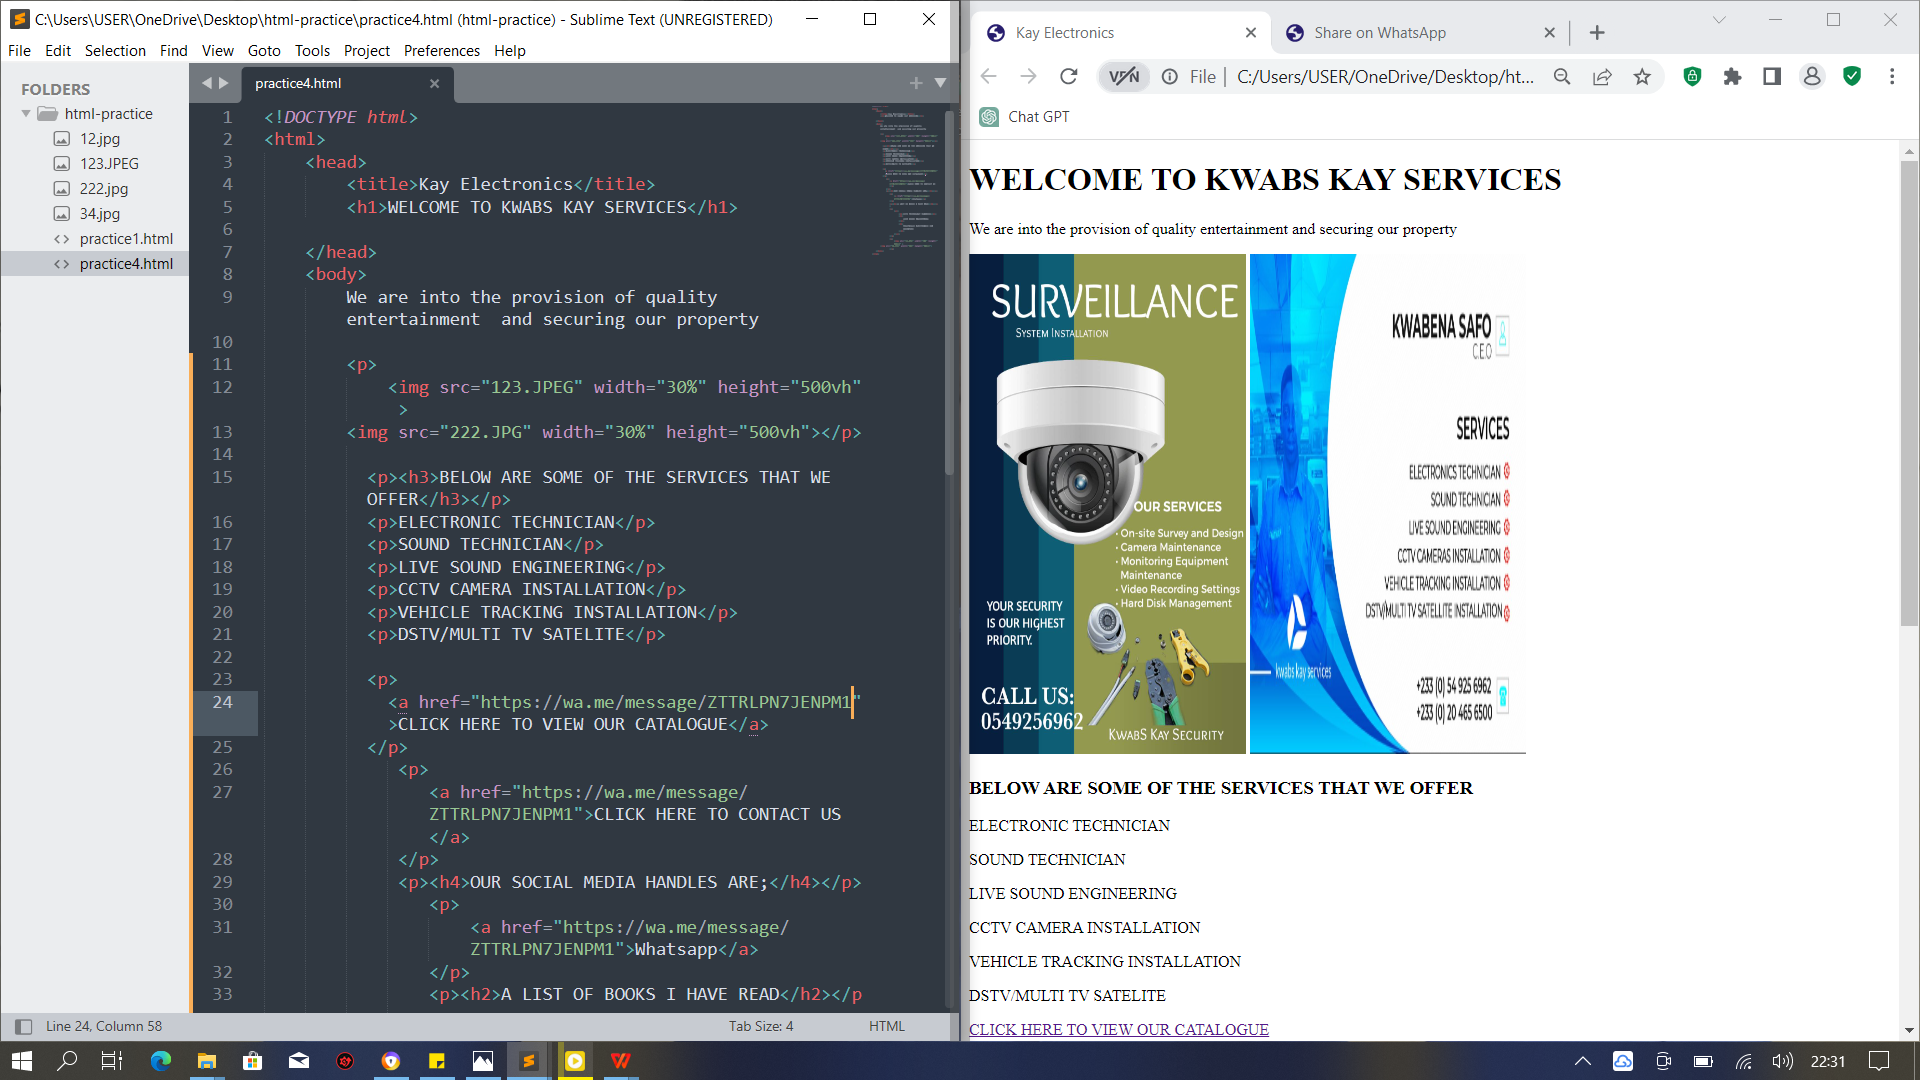 C:\Users\USER\OneDrive\Desktop\html-practice\practice4.html (html-practice) - Sublime Text (UNREGISTERED)
File Edit Selection Find View Goto Tools Project Preferences Help
FOLDERS
html-practice
12.jpg
123.JPEG
222.jpg
34.jpg
practice1.html
practice4.html
practice4.html
1 <!DOCTYPE html>
2 <html>
3 <head>
4 <title>Kay Electronics</title>
5 <h1>WELCOME TO KWABS KAY SERVICES</h1>
6
7 </head>
8 <body>
9 We are into the provision of quality
entertainment  and securing our property
10
11 <p>
12 <img src="123.JPEG" width="30%" height="500vh"
>
13 <img src="222.JPG" width="30%" height="500vh"></p>
14
15 <p><h3>BELOW ARE SOME OF THE SERVICES THAT WE
OFFER</h3></p>
16 <p>ELECTRONIC TECHNICIAN</p>
17 <p>SOUND TECHNICIAN</p>
18 <p>LIVE SOUND ENGINEERING</p>
19 <p>CCTV CAMERA INSTALLATION</p>
20 <p>VEHICLE TRACKING INSTALLATION</p>
21 <p>DSTV/MULTI TV SATELITE</p>
22
23 <p>
24 <a href="https://wa.me/message/ZTTRLPN7JENPM1"
>CLICK HERE TO VIEW OUR CATALOGUE</a>
25 </p>
26 <p>
27 <a href="https://wa.me/message/
ZTTRLPN7JENPM1">CLICK HERE TO CONTACT US
</a>
28 </p>
29 <p><h4>OUR SOCIAL MEDIA HANDLES ARE;</h4></p>
30 <p>
31 <a href="https://wa.me/message/
ZTTRLPN7JENPM1">Whatsapp</a>
32 </p>
33 <p><h2>A LIST OF BOOKS I HAVE READ</h2></p
Line 24, Column 58
Tab Size: 4
HTML
Kay Electronics
Share on WhatsApp
VPN
File
C:/Users/USER/OneDrive/Desktop/ht...
Chat GPT
WELCOME TO KWABS KAY SERVICES
We are into the provision of quality entertainment and securing our property
SURVEILLANCE
SYSTEM INSTALLATION
OUR SERVICES
• On-site Survey and Design
• Camera Maintenance
• Monitoring Equipment
Maintenance
• Video Recording Settings
• Hard Disk Management
YOUR SECURITY
IS OUR HIGHEST
PRIORITY.
CALL US:
0549256962
KWABS KAY SECURITY
KWABENA SAFO
C.E.O
SERVICES
ELECTRONICS TECHNICIAN
SOUND TECHNICIAN
LIVE SOUND ENGINEERING
CCTV CAMERAS INSTALLATION
VEHICLE TRACKING INSTALLATION
DSTV/MULTI TV SATELLITE INSTALLATION
kwabs kay services
+233 (0) 54 925 6962
+233 (0) 20 465 6500
BELOW ARE SOME OF THE SERVICES THAT WE OFFER
ELECTRONIC TECHNICIAN
SOUND TECHNICIAN
LIVE SOUND ENGINEERING
CCTV CAMERA INSTALLATION
VEHICLE TRACKING INSTALLATION
DSTV/MULTI TV SATELITE
CLICK HERE TO VIEW OUR CATALOGUE
22:31